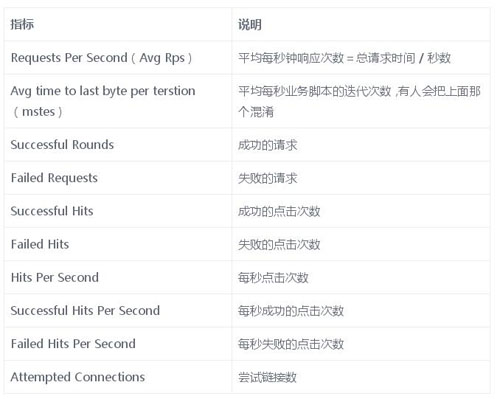 指标 说明
Requests Per Second（Avg Rps） 平均每秒钟响应次数＝总请求时间 / 秒数
Avg time to last byte per terstion（mstes） 平均每秒业务脚本的迭代次数 ,有人会把上面那个混淆
Successful Rounds 成功的请求
Failed Requests 失败的请求
Successful Hits 成功的点击次数
Failed Hits 失败的点击次数
Hits Per Second 每秒点击次数
Successful Hits Per Second 每秒成功的点击次数
Failed Hits Per Second 每秒失败的点击次数
Attempted Connections 尝试链接数